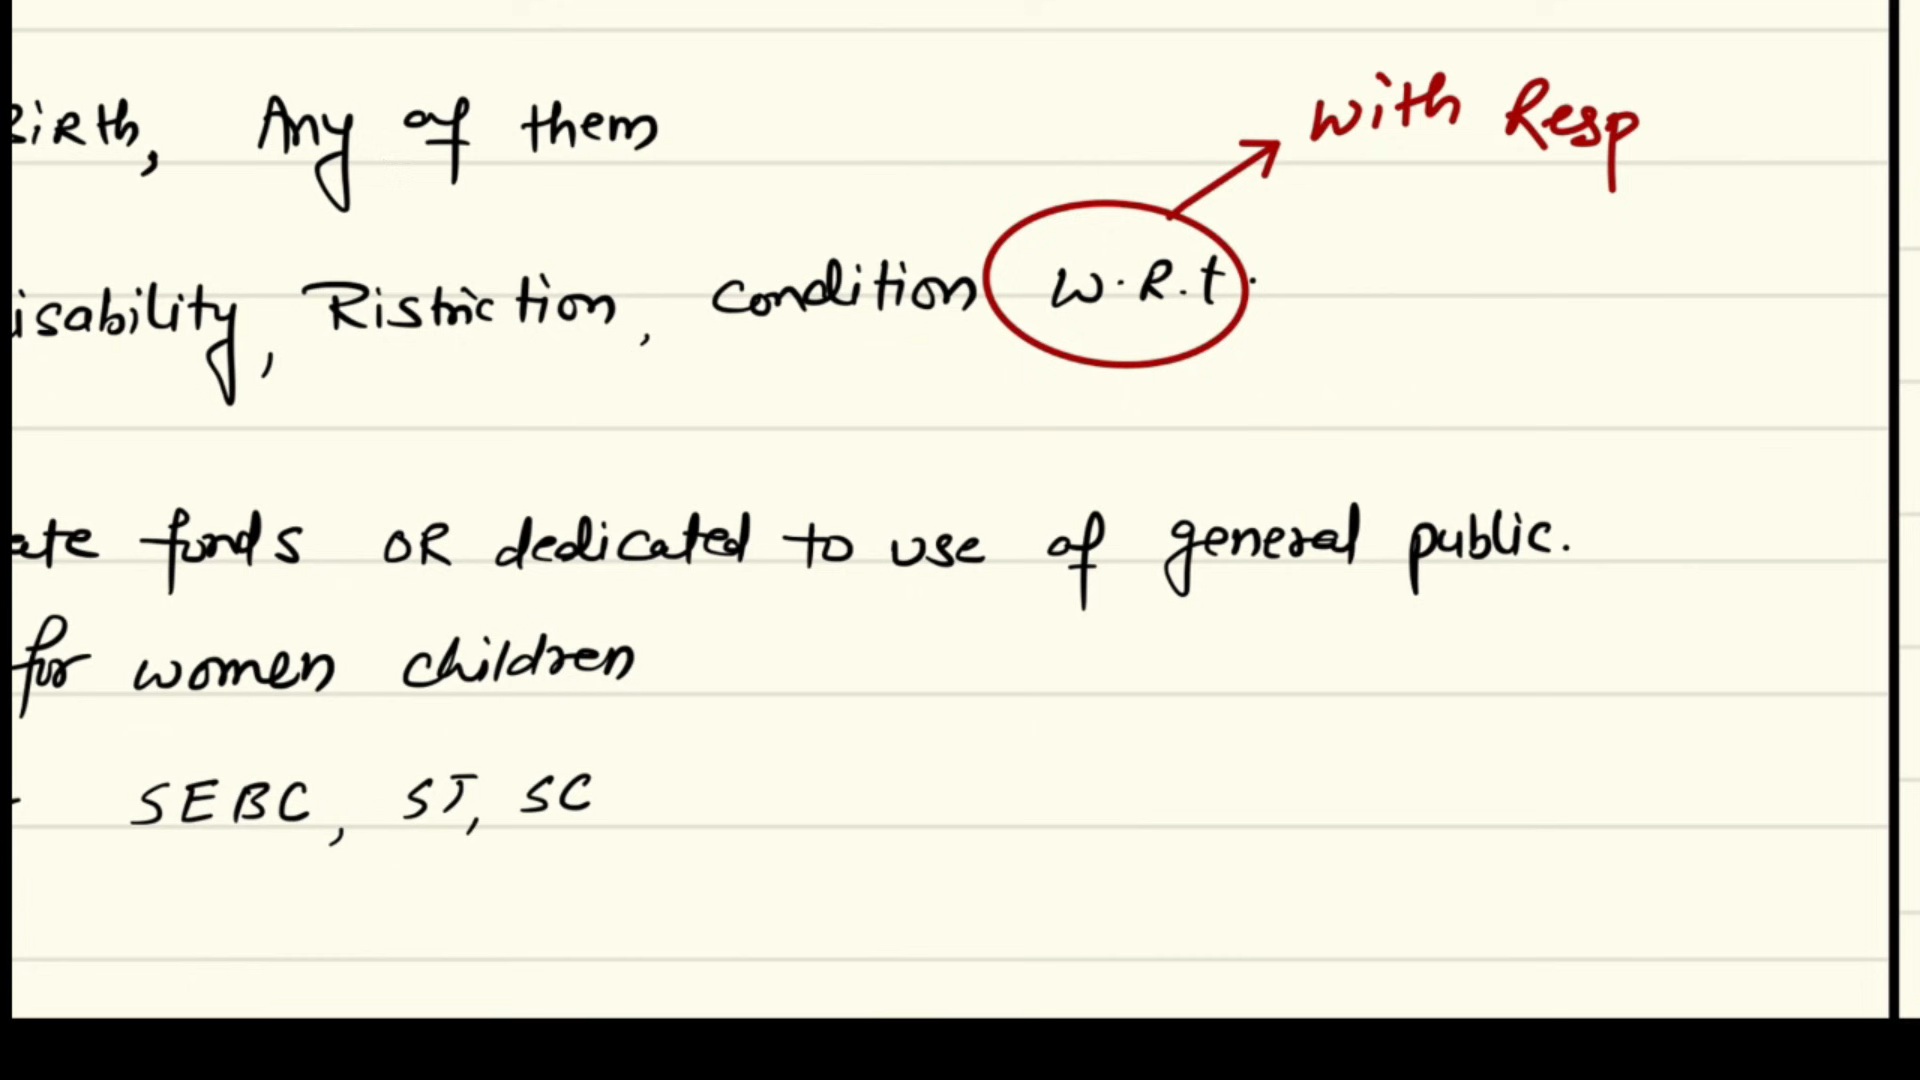 with Resp
BiRth, Any of them
isability, Ristriction, condition W.R.t.
ate funds OR dedicated to use of general public.
for women children
SEBC, ST, SC